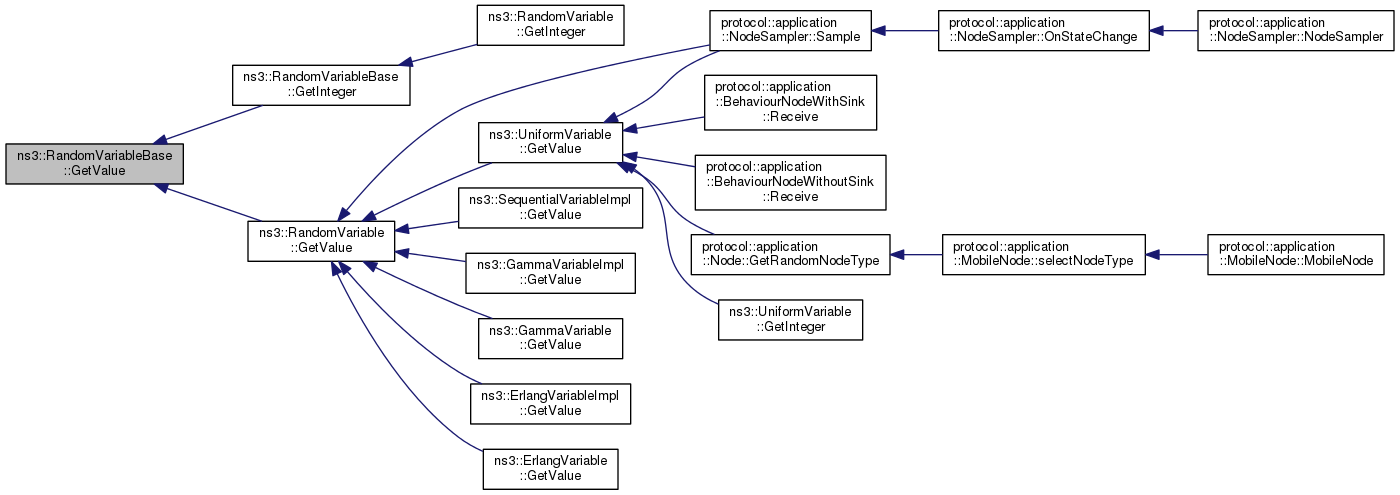 ns3::RandomVariableBase
::GetValue
ns3::RandomVariableBase
::GetInteger
ns3::RandomVariable
::GetInteger
ns3::RandomVariable
::GetValue
ns3::UniformVariable
::GetValue
ns3::SequentialVariableImpl
::GetValue
ns3::GammaVariableImpl
::GetValue
ns3::GammaVariable
::GetValue
ns3::ErlangVariableImpl
::GetValue
ns3::ErlangVariable
::GetValue
protocol::application
::NodeSampler::Sample
protocol::application
::BehaviourNodeWithSink
::Receive
protocol::application
::BehaviourNodeWithoutSink
::Receive
protocol::application
::Node::GetRandomNodeType
ns3::UniformVariable
::GetInteger
protocol::application
::NodeSampler::OnStateChange
protocol::application
::NodeSampler::NodeSampler
protocol::application
::MobileNode::selectNodeType
protocol::application
::MobileNode::MobileNode